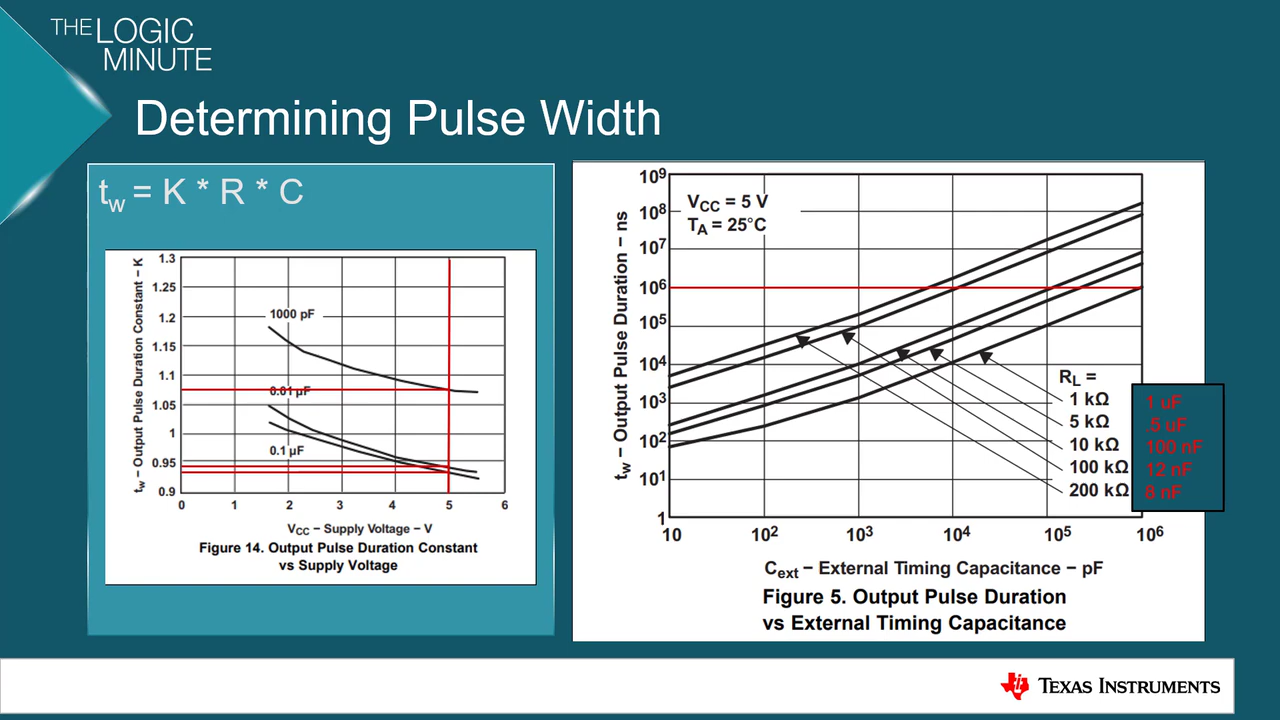 THE LOGIC
MINUTE
Determining Pulse Width
tw = K * R * C
tw – Output Pulse Duration Constant – K
1.3
1.25
1.2
1.15
1.1
1.05
1
0.95
0.9
1000 pF
0.01 µF
0.1 µF
0 1 2 3 4 5 6
VCC – Supply Voltage – V
Figure 14. Output Pulse Duration Constant
vs Supply Voltage
tw – Output Pulse Duration – ns
10⁹
10⁸
10⁷
10⁶
10⁵
10⁴
10³
10²
10¹
1
VCC = 5 V
TA = 25°C
RL =
1 kΩ
5 kΩ
10 kΩ
100 kΩ
200 kΩ
1 uF
.5 uF
100 nF
12 nF
8 nF
10 10² 10³ 10⁴ 10⁵ 10⁶
Cext – External Timing Capacitance – pF
Figure 5. Output Pulse Duration
vs External Timing Capacitance
TEXAS INSTRUMENTS